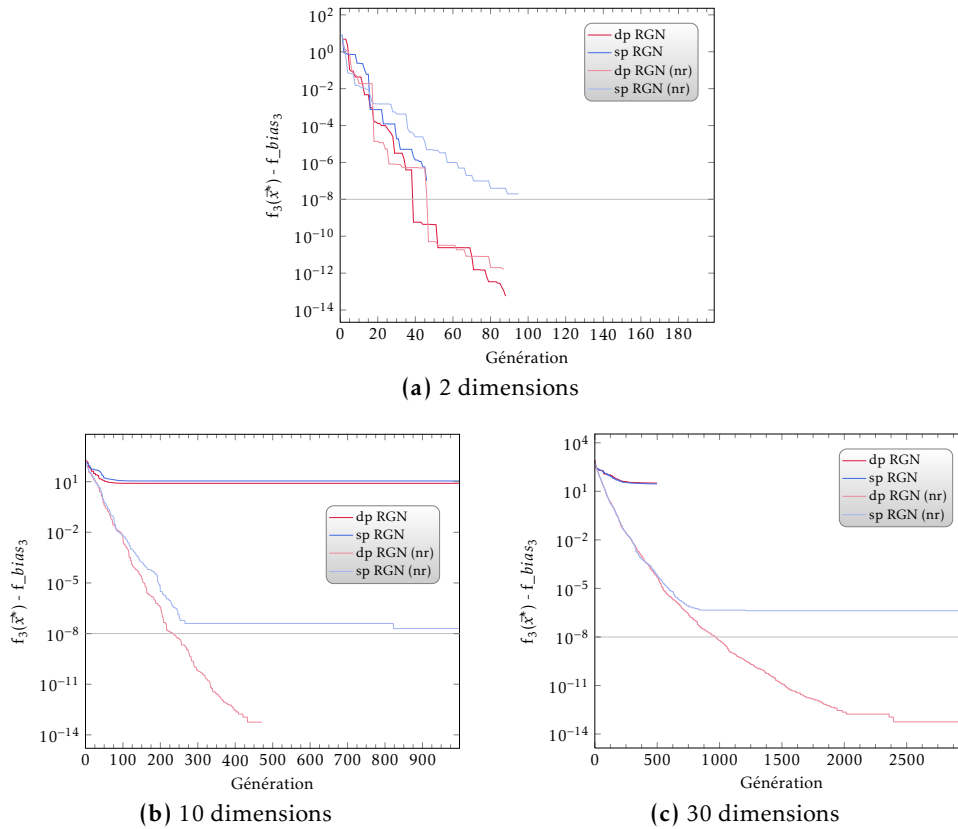 10^2
10^0
10^-2
10^-4
10^-6
10^-8
10^-10
10^-12
10^-14
f_3(x⃗*) - f_bias_3
dp RGN
sp RGN
dp RGN (nr)
sp RGN (nr)
0 20 40 60 80 100 120 140 160 180
Génération
(a) 2 dimensions
10^1
10^-2
10^-5
10^-8
10^-11
10^-14
f_3(x⃗*) - f_bias_3
dp RGN
sp RGN
dp RGN (nr)
sp RGN (nr)
0 100 200 300 400 500 600 700 800 900
Génération
(b) 10 dimensions
10^4
10^1
10^-2
10^-5
10^-8
10^-11
10^-14
f_3(x⃗*) - f_bias_3
dp RGN
sp RGN
dp RGN (nr)
sp RGN (nr)
0 500 1000 1500 2000 2500
Génération
(c) 30 dimensions